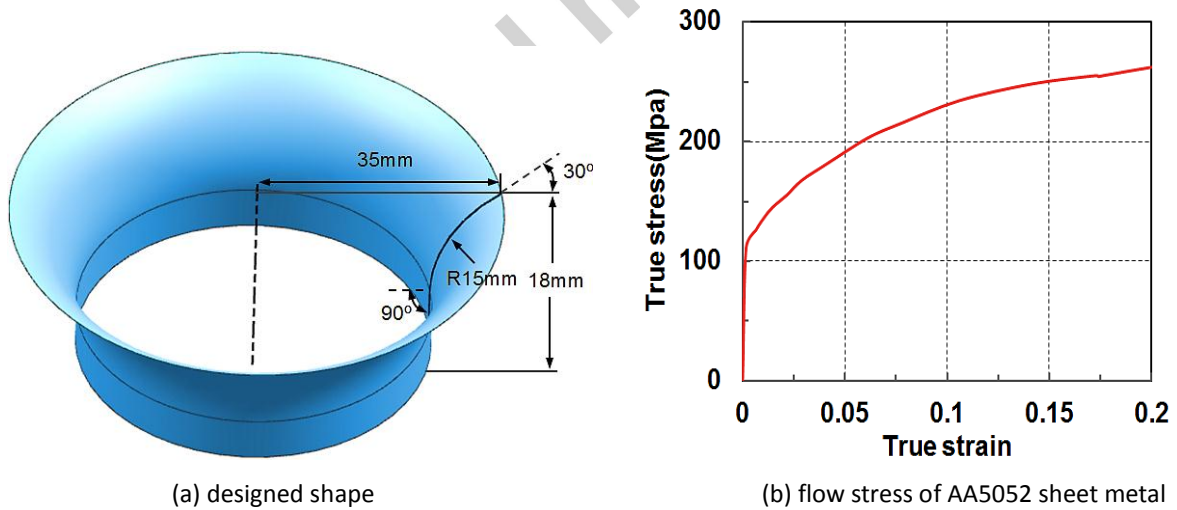 35mm
30º
R15mm
18mm
90º
(a) designed shape
300
200
100
0
True stress(Mpa)
0 0.05 0.1 0.15 0.2
True strain
(b) flow stress of AA5052 sheet metal